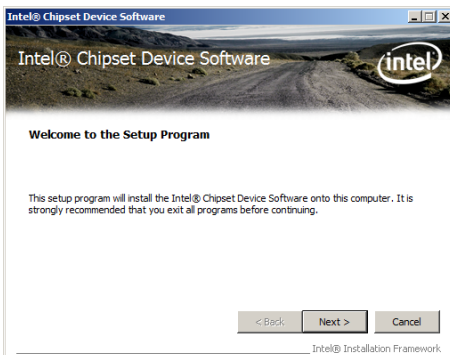 Intel® Chipset Device Software
Intel® Chipset Device Software
intel
Welcome to the Setup Program
This setup program will install the Intel® Chipset Device Software onto this computer. It is
strongly recommended that you exit all programs before continuing.
< Back
Next >
Cancel
Intel® Installation Framework